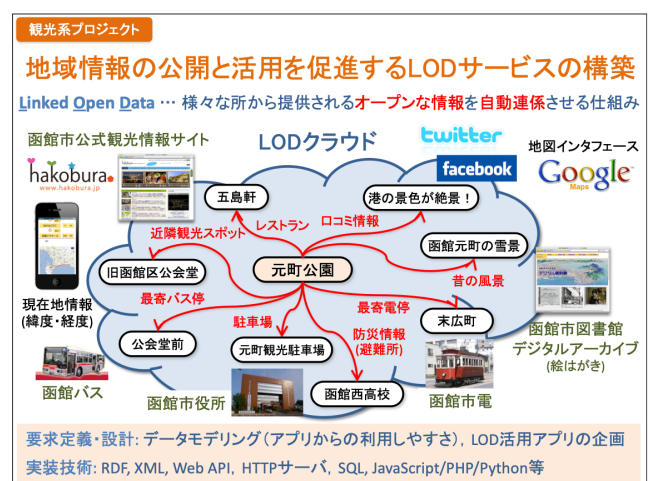 観光系プロジェクト
地域情報の公開と活用を促進するLODサービスの構築
Linked Open Data … 様々な所から提供されるオープンな情報を自動連係させる仕組み
函館市公式観光情報サイト
LODクラウド
twitter
地図インタフェース
hakobura
www.hakobura.jp
facebook
Google
Maps
五島軒
港の景色が絶景！
レストラン
口コミ情報
近隣観光スポット
函館元町の雪景
旧函館区公会堂
元町公園
昔の風景
現在地情報
(緯度・経度)
最寄バス停
最寄電停
駐車場
末広町
函館市図書館
デジタルアーカイブ
(絵はがき)
公会堂前
元町観光駐車場
防災情報
(避難所)
函館バス
函館市役所
函館西高校
函館市電
要求定義・設計: データモデリング（アプリからの利用しやすさ）, LOD活用アプリの企画
実装技術: RDF, XML, Web API, HTTPサーバ, SQL, JavaScript/PHP/Python等